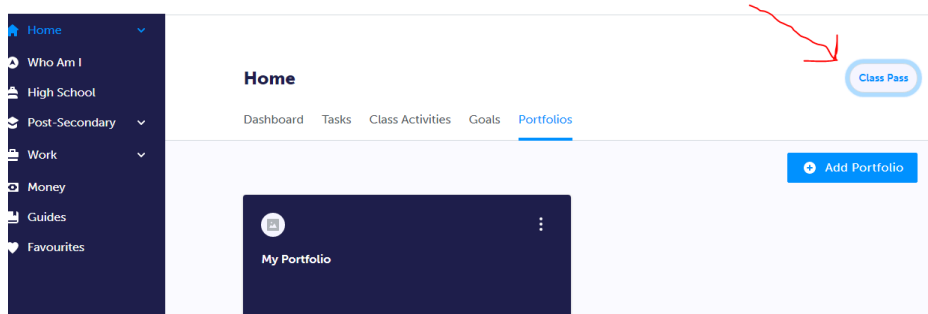 Home
Who Am I
High School
Post-Secondary
Work
Money
Guides
Favourites
Home
Class Pass
Dashboard Tasks Class Activities Goals Portfolios
Add Portfolio
My Portfolio